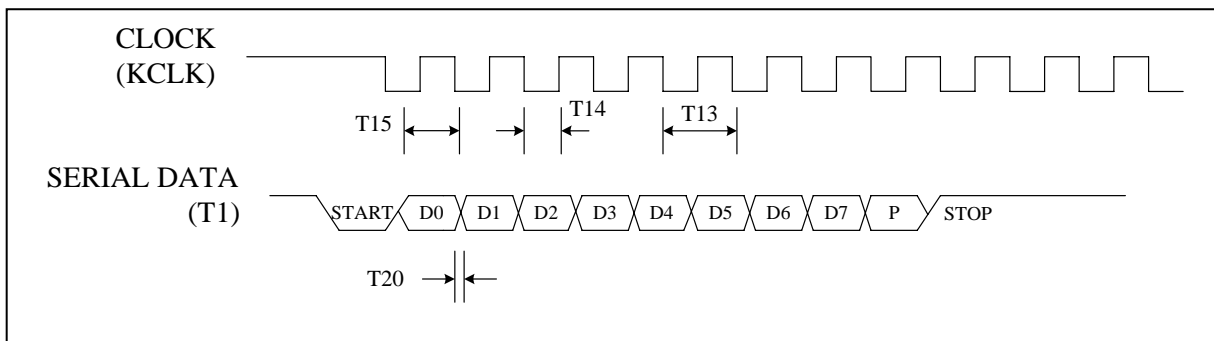 CLOCK
(KCLK)
T15
T14
T13
SERIAL DATA
(T1)
START D0 D1 D2 D3 D4 D5 D6 D7 P STOP
T20